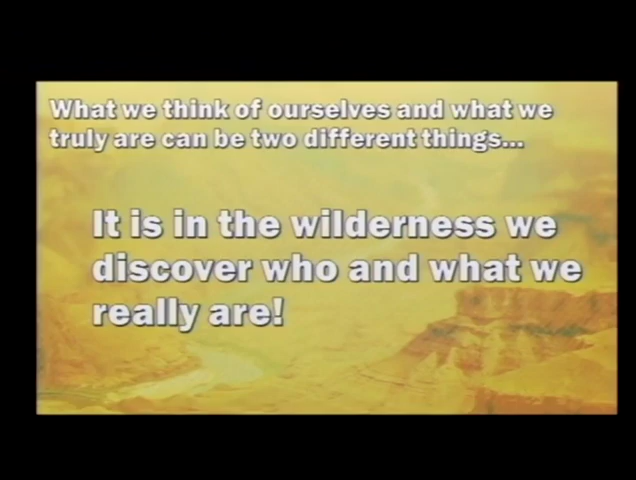 What we think of ourselves and what we
truly are can be two different things...
It is in the wilderness we
discover who and what we
really are!